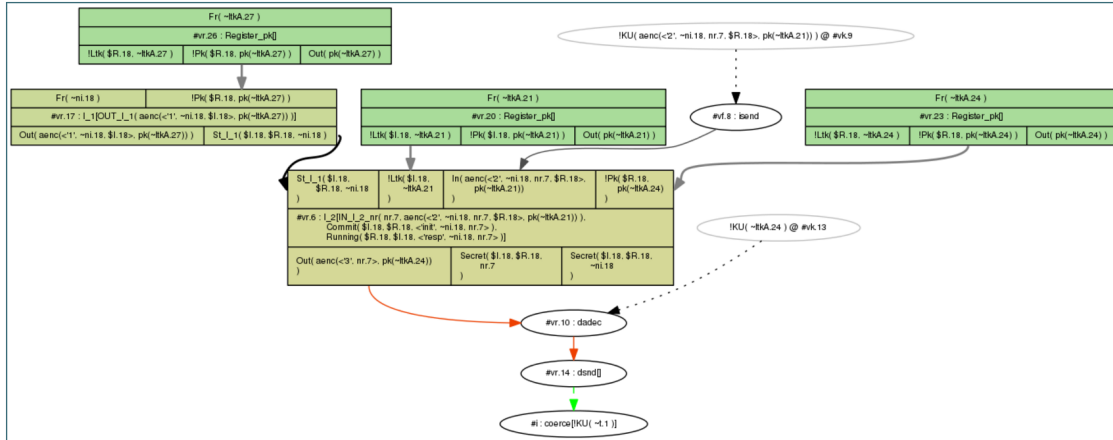 Fr( ~ltkA.27 )
#vr.26 : Register_pk[]
!Ltk( $R.18, ~ltkA.27 ) !Pk( $R.18, pk(~ltkA.27) ) Out( pk(~ltkA.27) )
!KU( aenc(<'2', ~ni.18, nr.7, $R.18>, pk(~ltkA.21)) ) @ #vk.9
Fr( ~ni.18 ) !Pk( $R.18, pk(~ltkA.27) )
#vr.17 : I_1[OUT_I_1( aenc(<'1', ~ni.18, $I.18>, pk(~ltkA.27)) )]
Out( aenc(<'1', ~ni.18, $I.18>, pk(~ltkA.27)) ) St_I_1( $I.18, $R.18, ~ni.18 )
Fr( ~ltkA.21 )
#vr.20 : Register_pk[]
!Ltk( $I.18, ~ltkA.21 ) !Pk( $I.18, pk(~ltkA.21) ) Out( pk(~ltkA.21) )
#vf.8 : isend
Fr( ~ltkA.24 )
#vr.23 : Register_pk[]
!Ltk( $R.18, ~ltkA.24 ) !Pk( $R.18, pk(~ltkA.24) ) Out( pk(~ltkA.24) )
St_I_1( $I.18,
$R.18, ~ni.18
)
!Ltk( $I.18,
~ltkA.21
)
In( aenc(<'2', ~ni.18, nr.7, $R.18>,
pk(~ltkA.21))
)
!Pk( $R.18,
pk(~ltkA.24)
)
#vr.6 : I_2[IN_I_2_nr( nr.7, aenc(<'2', ~ni.18, nr.7, $R.18>, pk(~ltkA.21)) ),
Commit( $I.18, $R.18, <'init', ~ni.18, nr.7> ),
Running( $R.18, $I.18, <'resp', ~ni.18, nr.7> )]
Out( aenc(<'3', nr.7>, pk(~ltkA.24))
)
Secret( $I.18, $R.18,
nr.7
)
Secret( $I.18, $R.18,
~ni.18
)
!KU( ~ltkA.24 ) @ #vk.13
#vr.10 : dadec
#vr.14 : dsnd[]
#i : coerce[!KU( ~t.1 )]